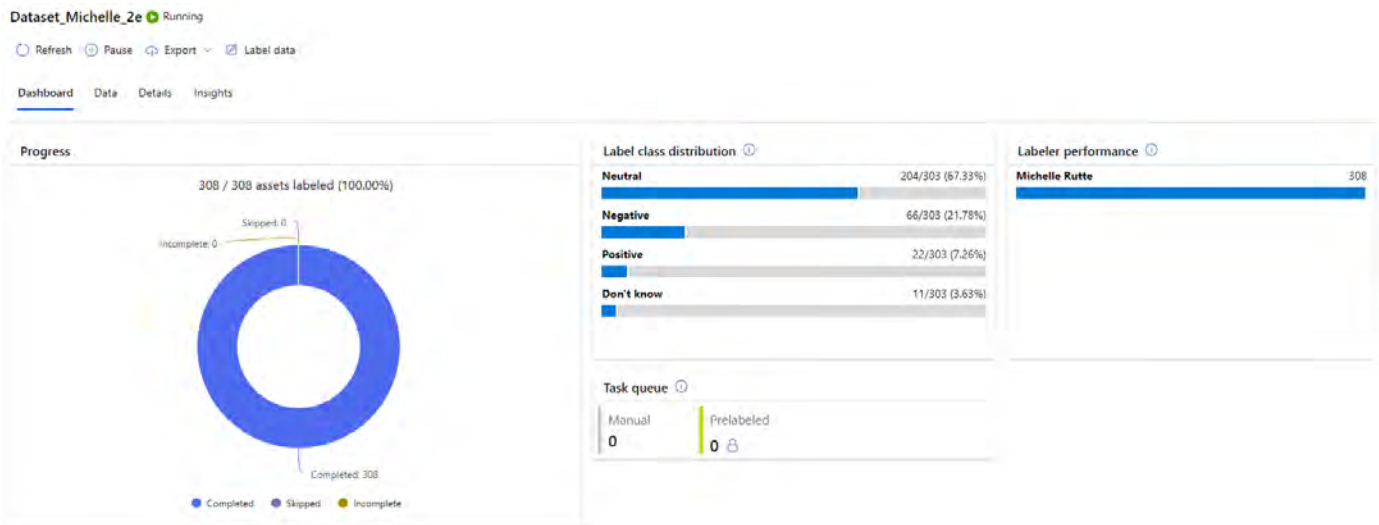 Dataset_Michelle_2e Running
Refresh Pause Export Label data
Dashboard Data Details Insights
Progress
308 / 308 assets labeled (100.00%)
Skipped: 0
Incomplete: 0
Completed: 308
Completed Skipped Incomplete
Label class distribution
Neutral 204/303 (67.33%)
Negative 66/303 (21.78%)
Positive 22/303 (7.26%)
Don't know 11/303 (3.63%)
Task queue
Manual Prelabeled
0 0
Labeler performance
Michelle Rutte 308